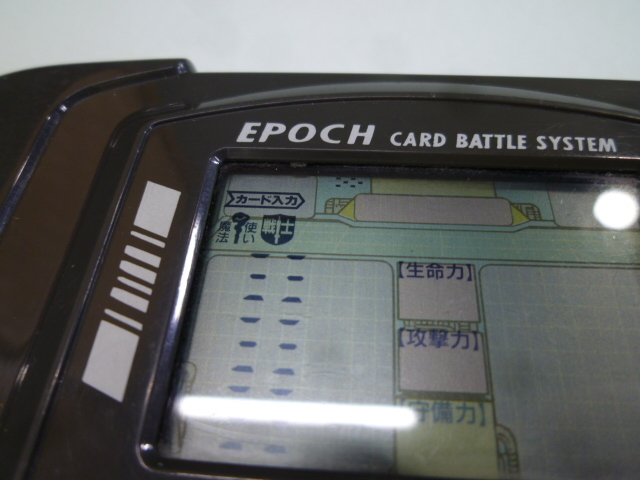 EPOCH CARD BATTLE SYSTEM
カード入力
魔法使い 戦士
【生命力】
【攻撃力】
【守備力】